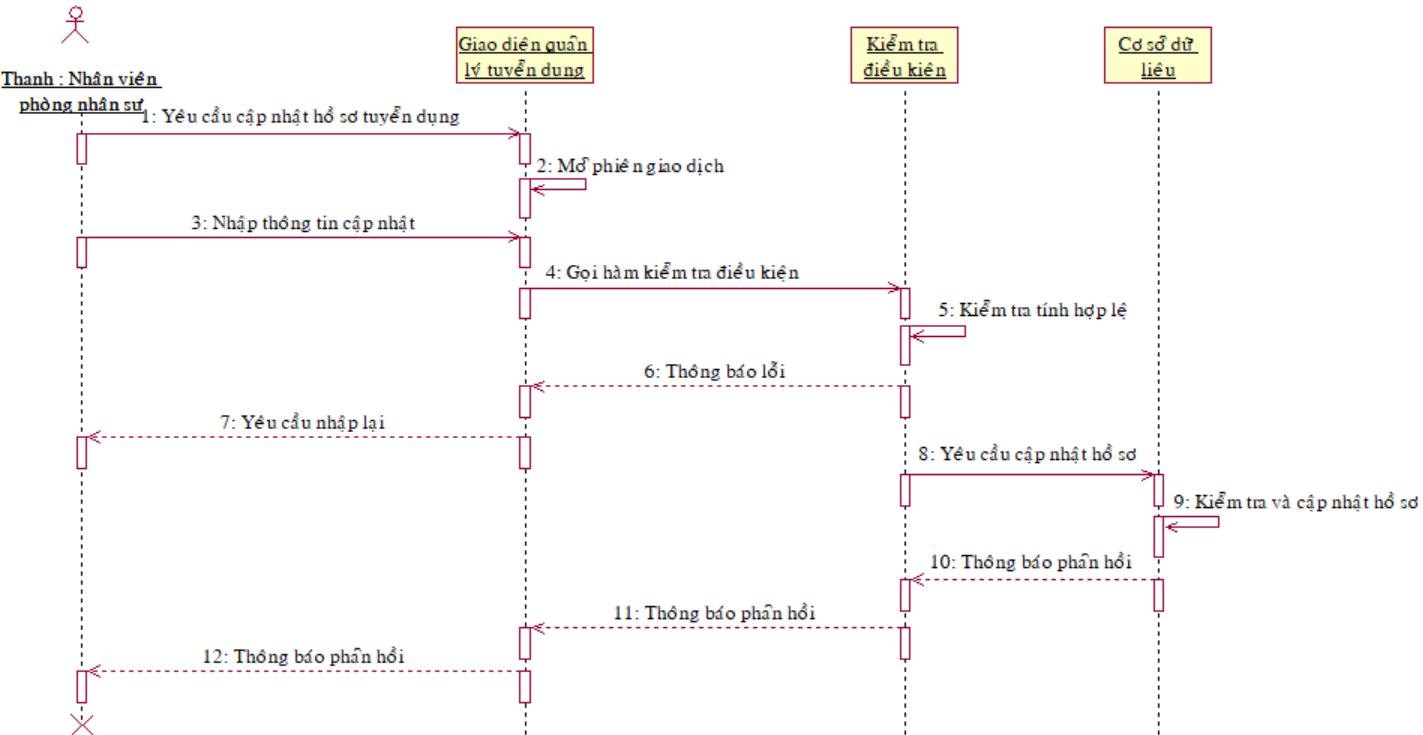 Giao diện quản
lý tuyển dụng
Kiểm tra
điều kiện
Cơ sở dữ
liệu
Thanh : Nhân viên
phòng nhân sự
1: Yêu cầu cập nhật hồ sơ tuyển dụng
2: Mở phiên giao dịch
3: Nhập thông tin cập nhật
4: Gọi hàm kiểm tra điều kiện
5: Kiểm tra tính hợp lệ
6: Thông báo lỗi
7: Yêu cầu nhập lại
8: Yêu cầu cập nhật hồ sơ
9: Kiểm tra và cập nhật hồ sơ
10: Thông báo phản hồi
11: Thông báo phản hồi
12: Thông báo phản hồi